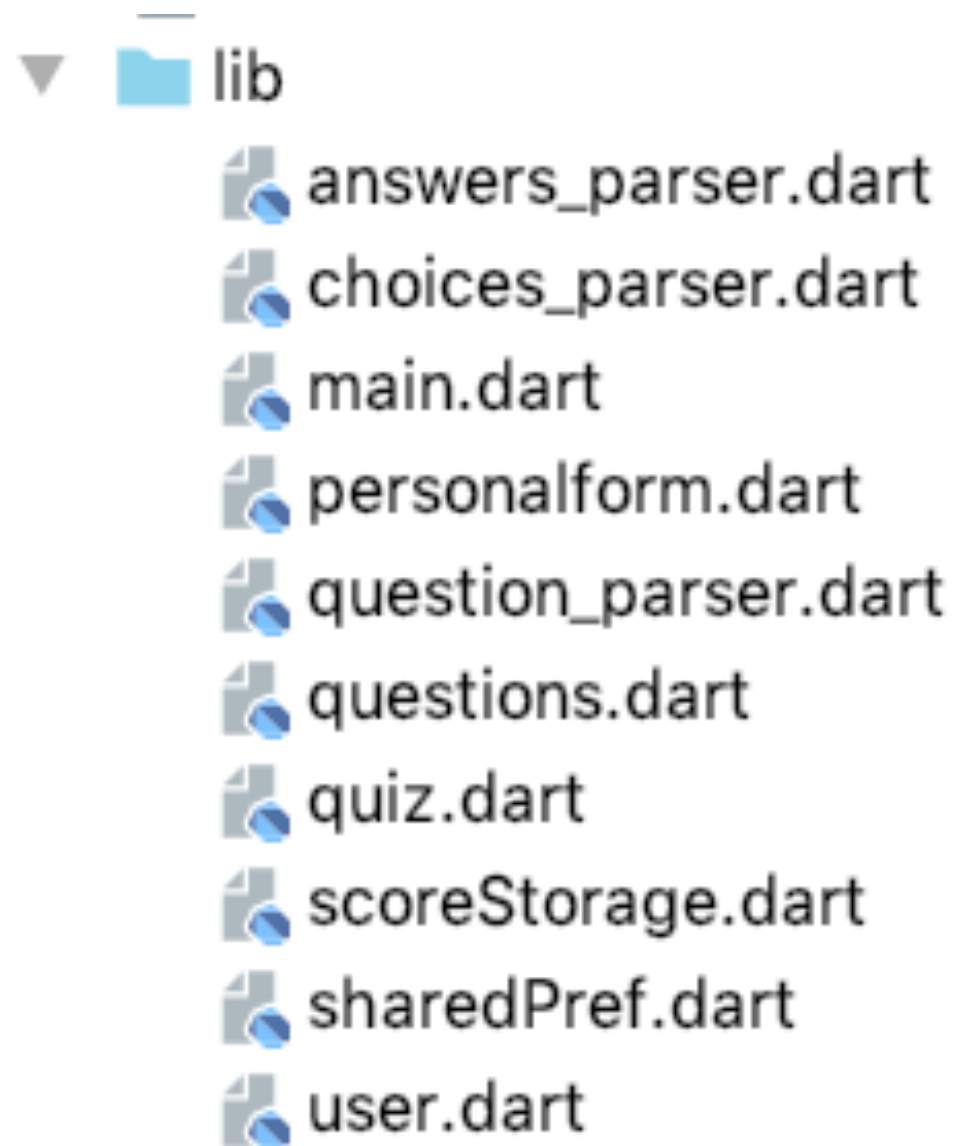 lib
answers_parser.dart
choices_parser.dart
main.dart
personalform.dart
question_parser.dart
questions.dart
quiz.dart
scoreStorage.dart
sharedPref.dart
user.dart